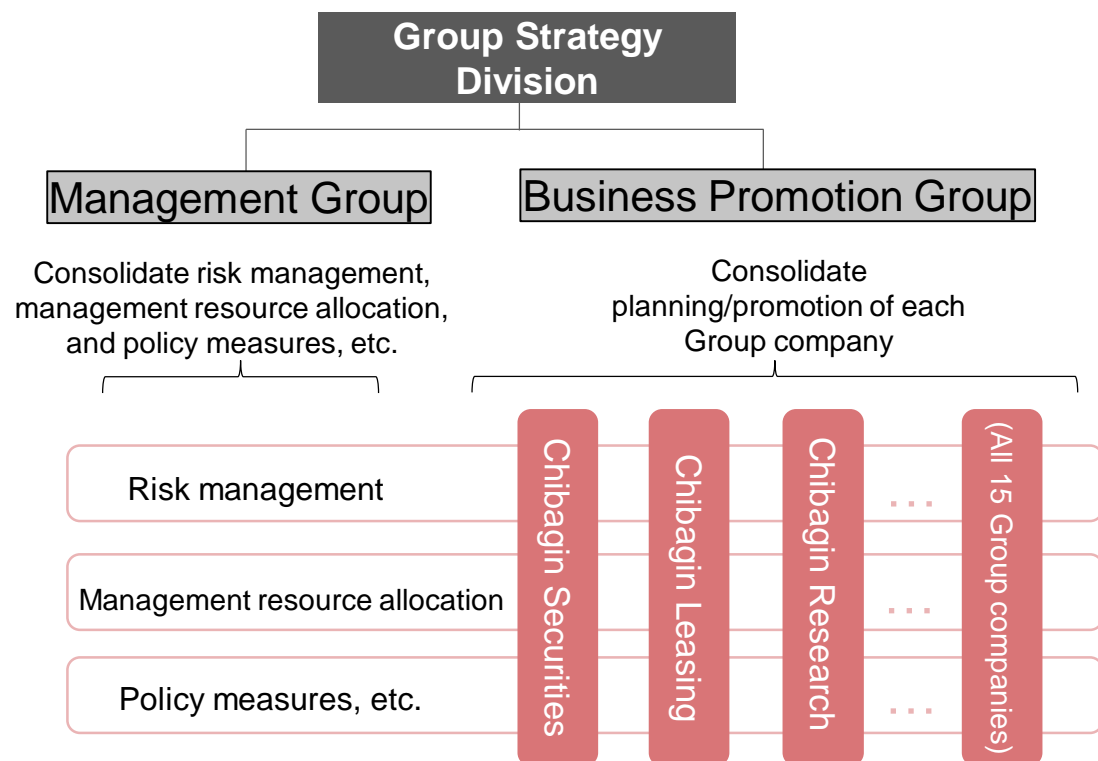 Group Strategy
Division
Management Group
Business Promotion Group
Consolidate risk management,
management resource allocation,
and policy measures, etc.
Consolidate
planning/promotion of each
Group company
Risk management
Management resource allocation
Policy measures, etc.
Chibagin Securities
Chibagin Leasing
Chibagin Research
...
...
...
(All 15 Group companies)